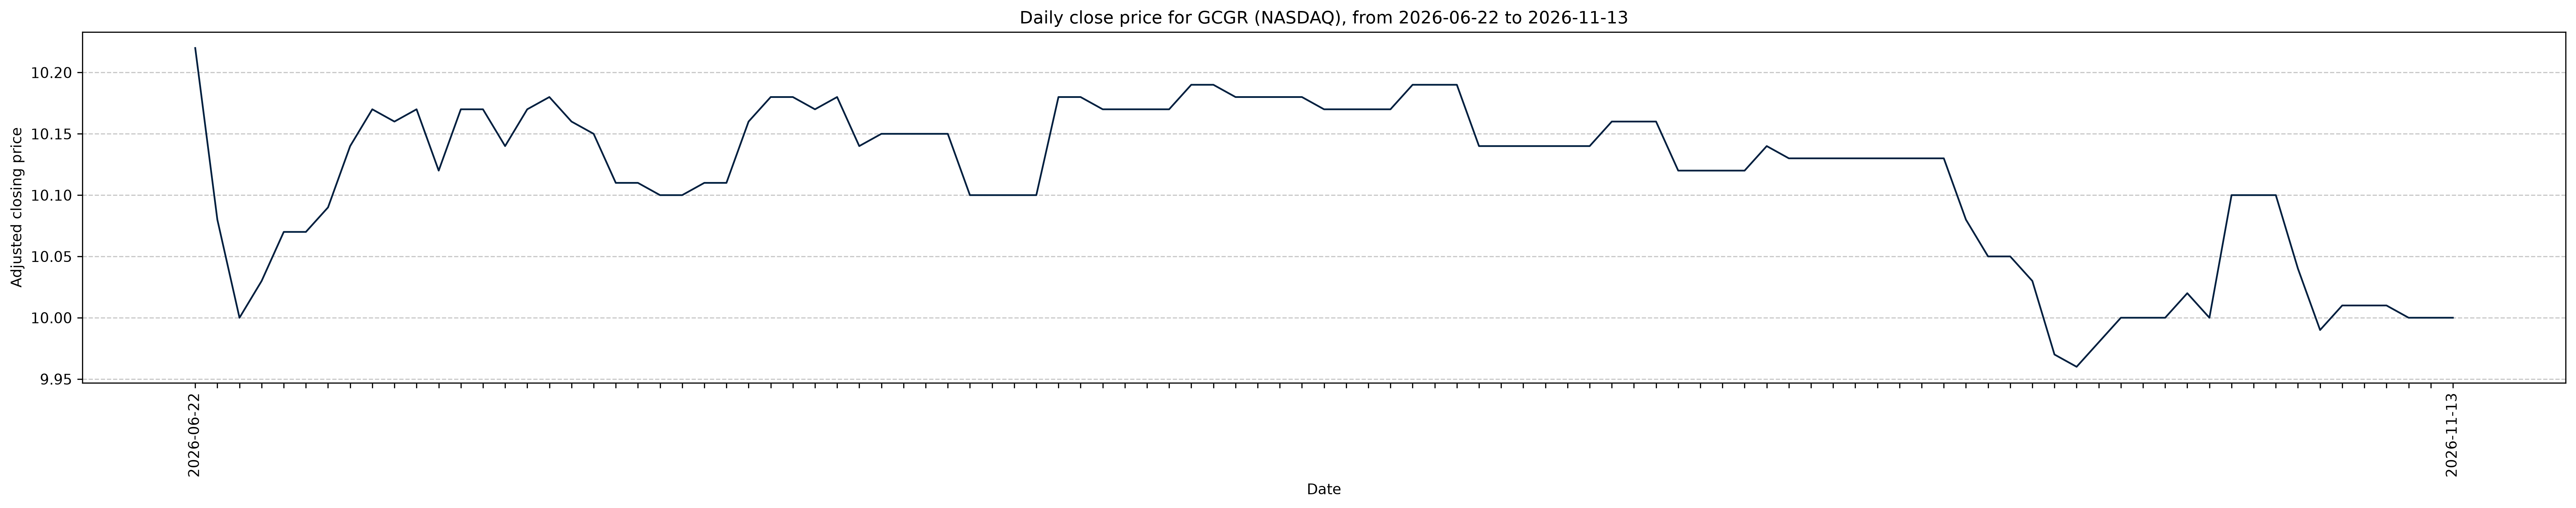 Daily close price for GCGR (NASDAQ), from 2026-06-22 to 2026-11-13
Adjusted closing price
10.20
10.15
10.10
10.05
10.00
9.95
2026-06-22
2026-11-13
Date